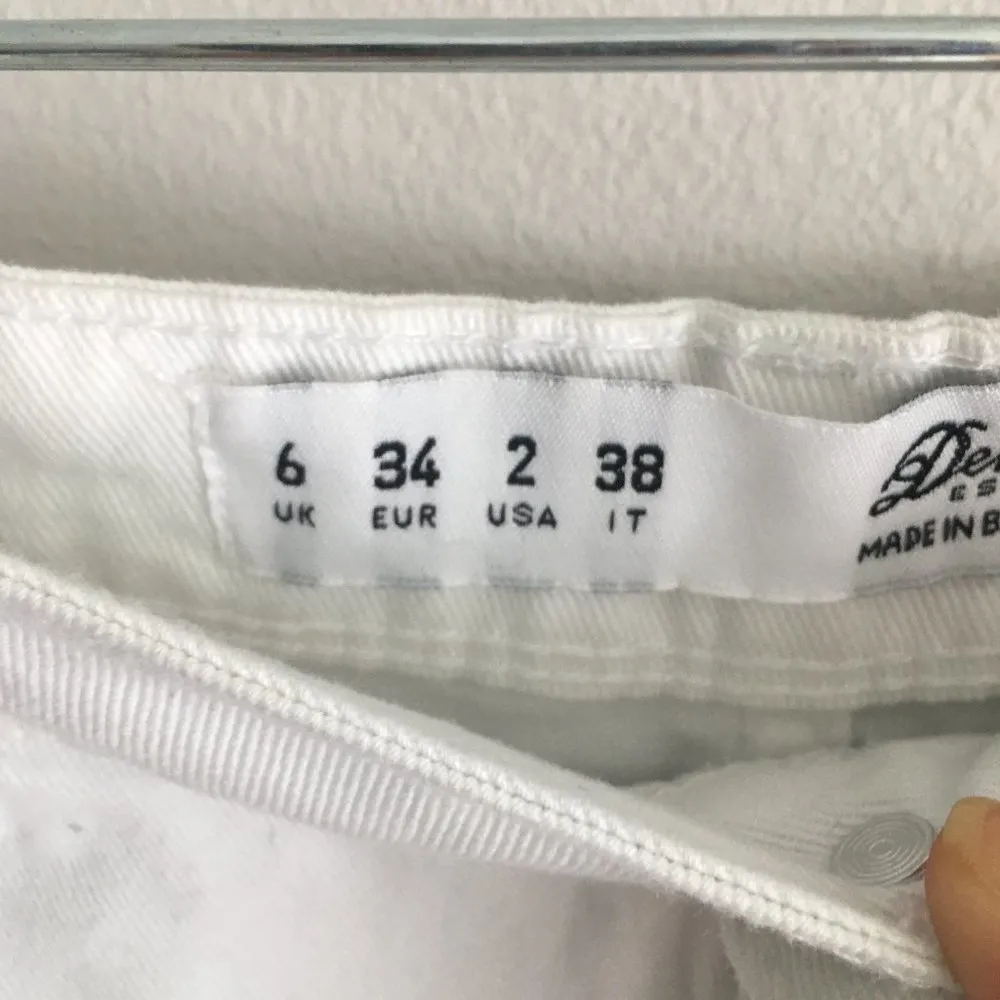 6 34 2 38
UK EUR USA IT
MADE IN